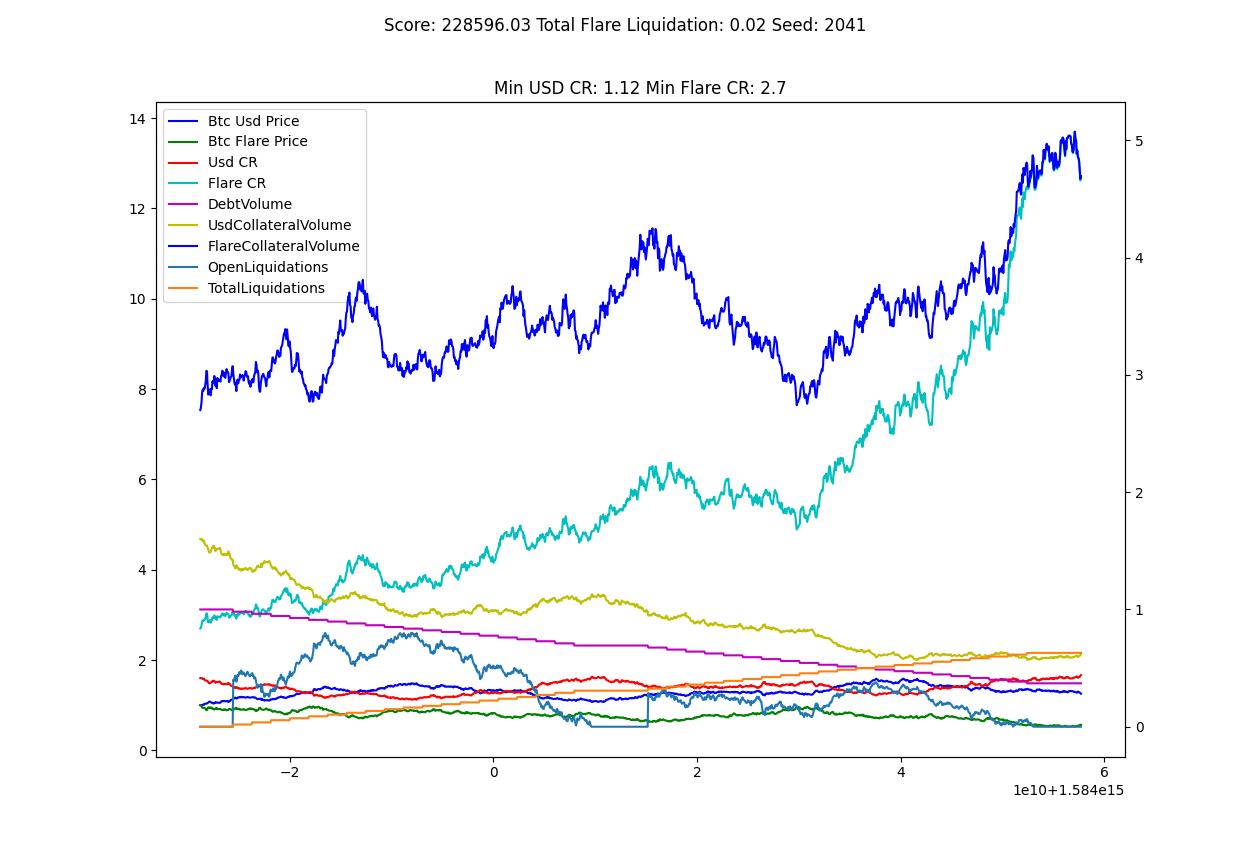 Score: 228596.03 Total Flare Liquidation: 0.02 Seed: 2041
Min USD CR: 1.12 Min Flare CR: 2.7
Btc Usd Price
Btc Flare Price
Usd CR
Flare CR
DebtVolume
UsdCollateralVolume
FlareCollateralVolume
OpenLiquidations
TotalLiquidations
14
12
10
8
6
4
2
0
5
4
3
2
1
0
−2 0 2 4 6
1e10+1.584e15